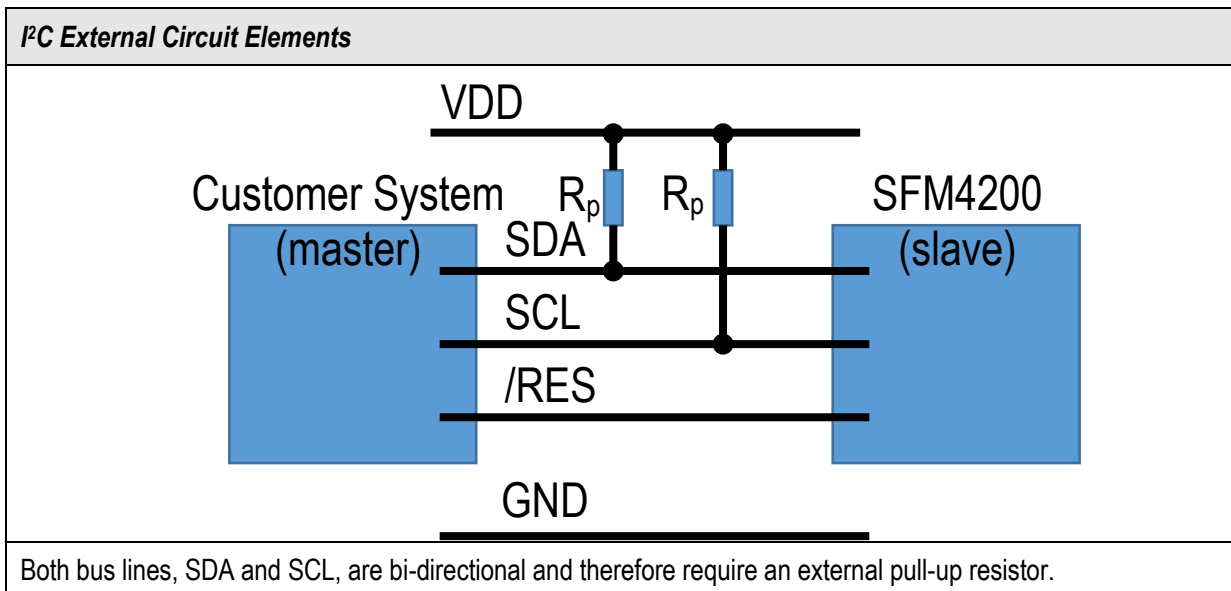 I²C External Circuit Elements
VDD
Customer System
(master)
Rp
Rp
SFM4200
(slave)
SDA
SCL
/RES
GND
Both bus lines, SDA and SCL, are bi-directional and therefore require an external pull-up resistor.